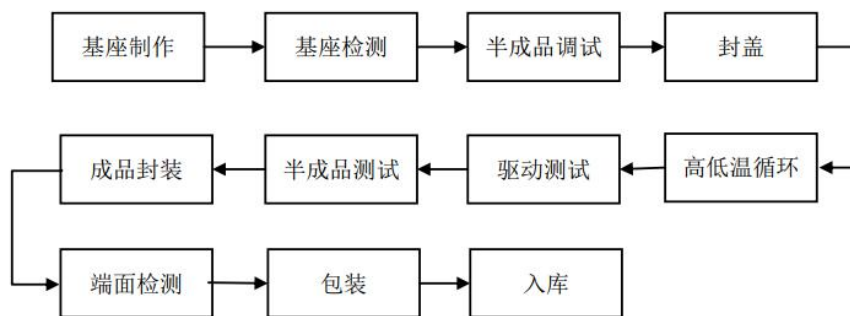 基座制作
基座检测
半成品调试
封盖
高低温循环
驱动测试
半成品测试
成品封装
端面检测
包装
入库